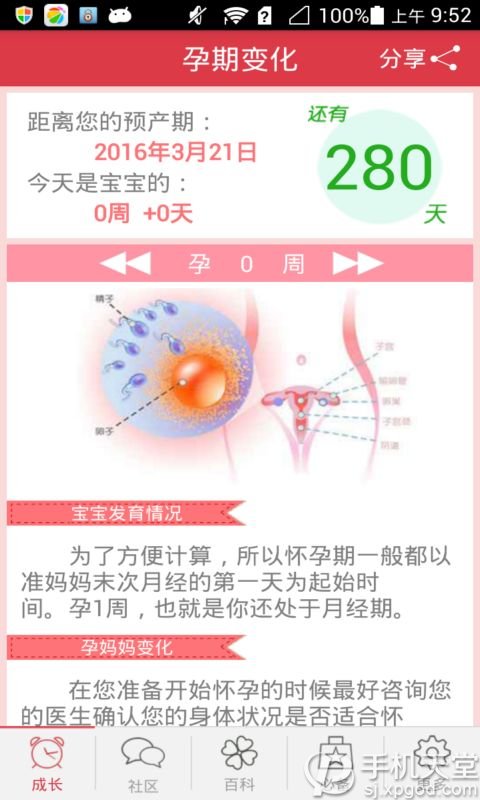 100% 上午 9:52
孕期变化
分享
距离您的预产期：
2016年3月21日
今天是宝宝的：
0周 +0天
还有
280
天
孕 0 周
精子
卵子
子宫
输卵管
卵巢
子宫颈
阴道
宝宝发育情况
为了方便计算，所以怀孕期一般都以
准妈妈末次月经的第一天为起始时
间。孕1周，也就是你还处于月经期。
孕妈妈变化
在您准备开始怀孕的时候最好咨询您
的医生确认您的身体状况是否适合怀
成长
社区
百科
必备
更多
手机天堂
sj.xpgod.com